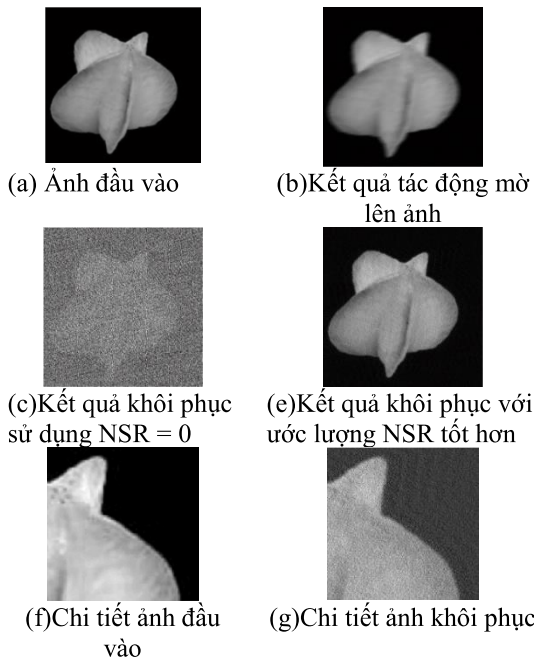 (a) Ảnh đầu vào
(b)Kết quả tác động mờ
lên ảnh
(c)Kết quả khôi phục
sử dụng NSR = 0
(e)Kết quả khôi phục với
ước lượng NSR tốt hơn
(f)Chi tiết ảnh đầu
vào
(g)Chi tiết ảnh khôi phục